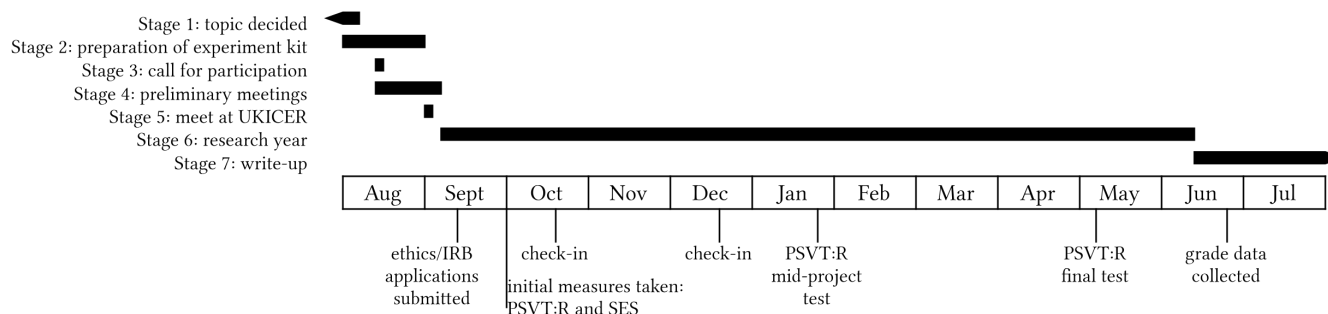 Stage 1: topic decided
Stage 2: preparation of experiment kit
Stage 3: call for participation
Stage 4: preliminary meetings
Stage 5: meet at UKICER
Stage 6: research year
Stage 7: write-up
Aug Sept Oct Nov Dec Jan Feb Mar Apr May Jun Jul
ethics/IRB
applications
submitted
check-in
initial measures taken:
PSVT:R and SES
check-in
PSVT:R
mid-project
test
PSVT:R
final test
grade data
collected